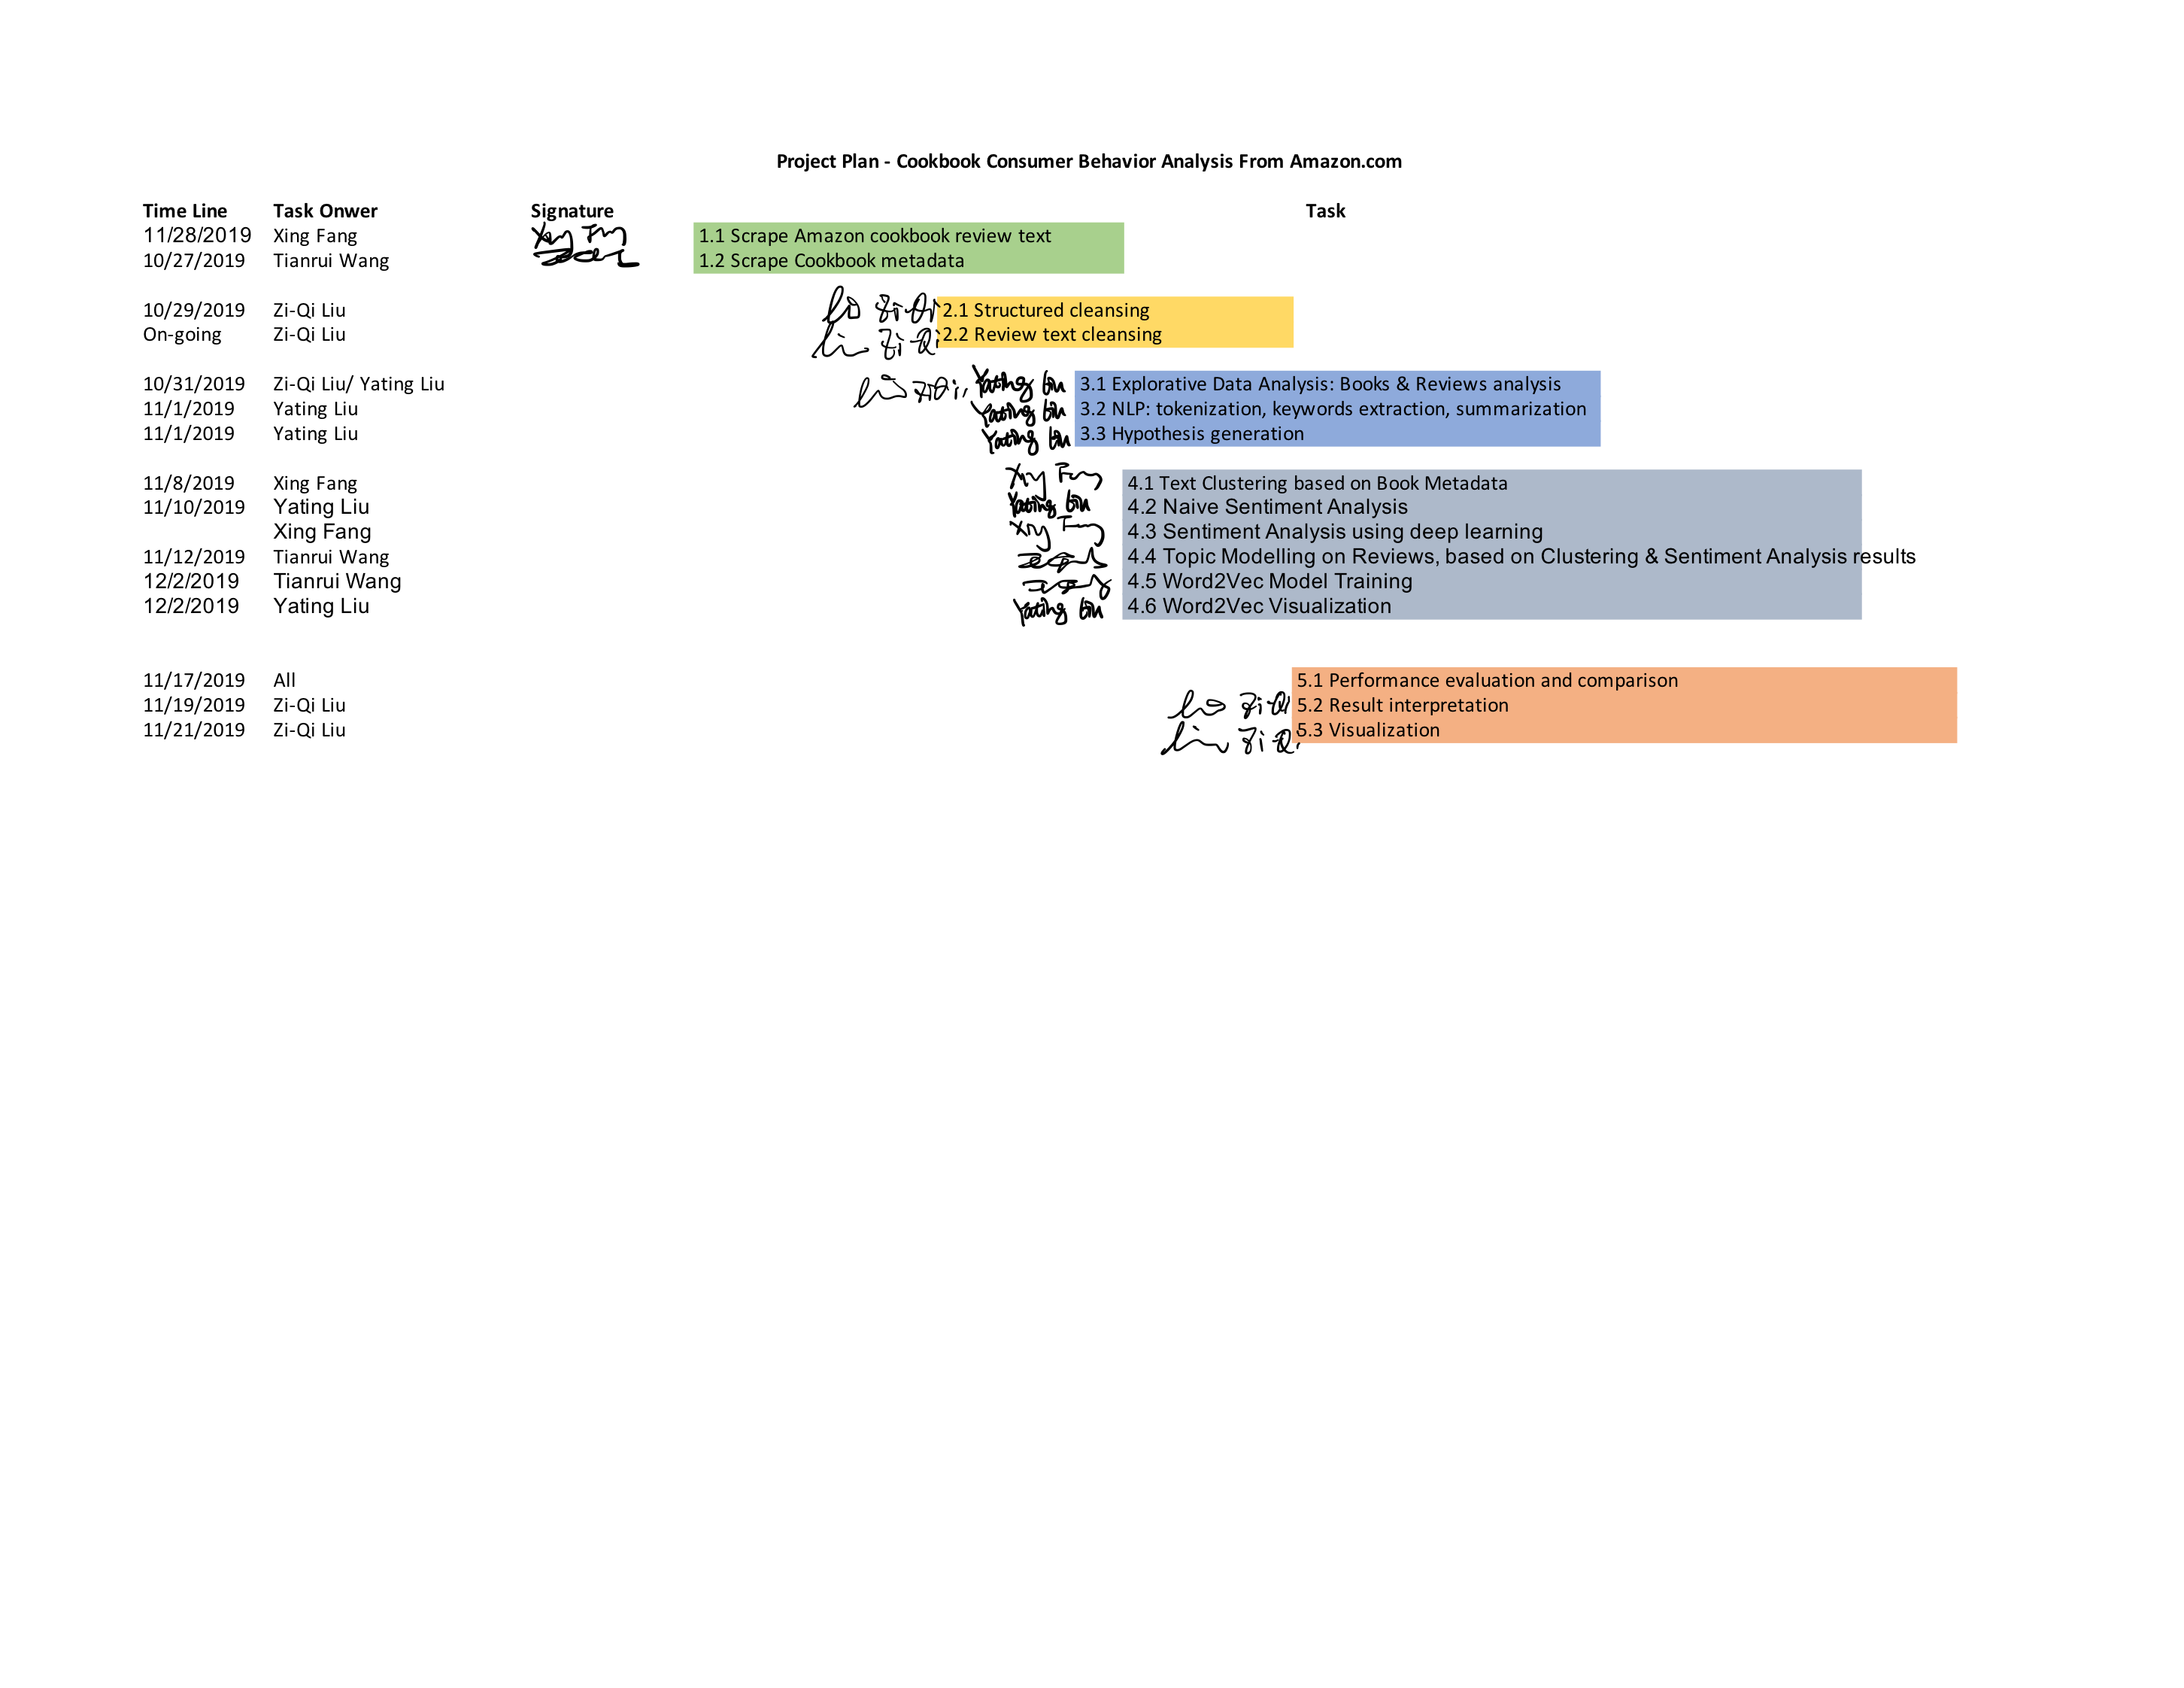 Project Plan - Cookbook Consumer Behavior Analysis From Amazon.com
Time Line Task Onwer Signature Task
11/28/2019 Xing Fang Xing Fang 1.1 Scrape Amazon cookbook review text
10/27/2019 Tianrui Wang 1.2 Scrape Cookbook metadata
10/29/2019 Zi-Qi Liu Liu Zi-Qi 2.1 Structured cleansing
On-going Zi-Qi Liu Liu Zi-Qi 2.2 Review text cleansing
10/31/2019 Zi-Qi Liu/ Yating Liu Liu ZiQi, Yating Liu 3.1 Explorative Data Analysis: Books & Reviews analysis
11/1/2019 Yating Liu Yating Liu 3.2 NLP: tokenization, keywords extraction, summarization
11/1/2019 Yating Liu Yating Liu 3.3 Hypothesis generation
11/8/2019 Xing Fang Xing Fang 4.1 Text Clustering based on Book Metadata
11/10/2019 Yating Liu Yating Liu 4.2 Naive Sentiment Analysis
Xing Fang Xing Fang 4.3 Sentiment Analysis using deep learning
11/12/2019 Tianrui Wang 4.4 Topic Modelling on Reviews, based on Clustering & Sentiment Analysis results
12/2/2019 Tianrui Wang 4.5 Word2Vec Model Training
12/2/2019 Yating Liu Yating Liu 4.6 Word2Vec Visualization
11/17/2019 All 5.1 Performance evaluation and comparison
11/19/2019 Zi-Qi Liu Liu Zi-Qi 5.2 Result interpretation
11/21/2019 Zi-Qi Liu Liu Zi-Qi 5.3 Visualization